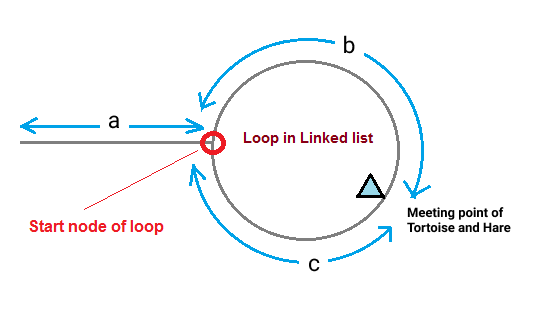 b
a
Loop in Linked list
Start node of loop
Meeting point of
Tortoise and Hare
c